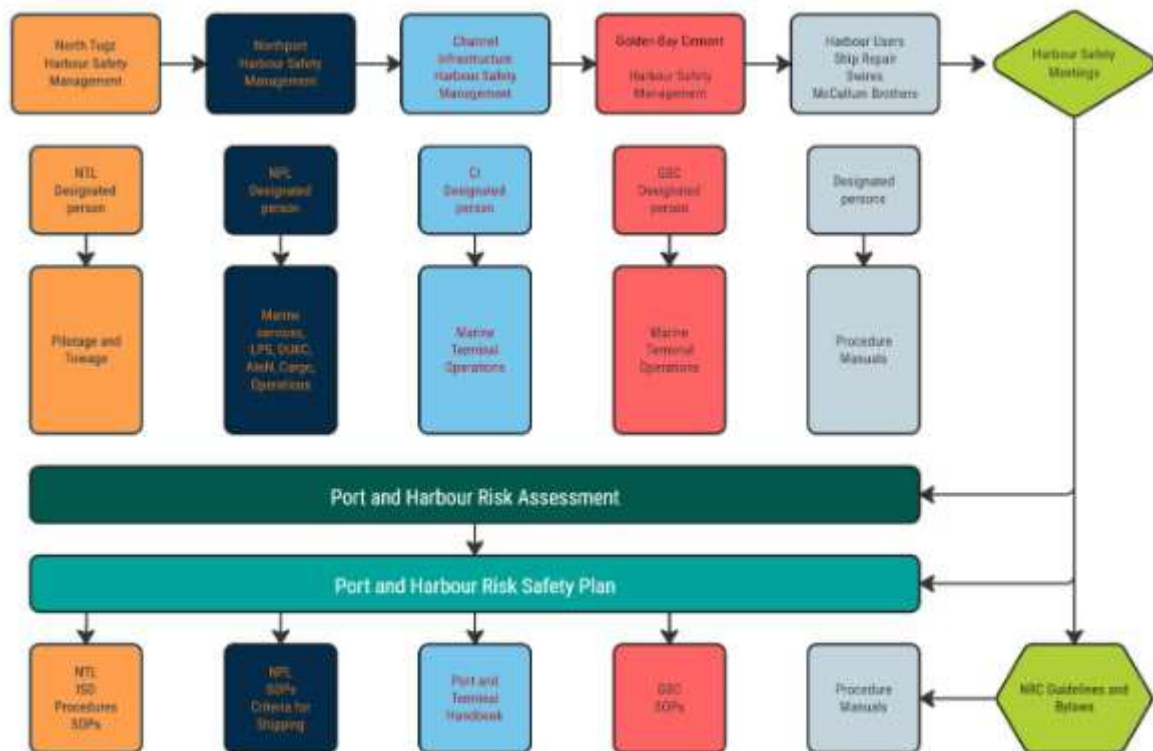 North Tugz
Harbour Safety
Management
Northport
Harbour Safety
Management
Channel
Infrastructure
Harbour Safety
Management
Golden Bay Cement
Harbour Safety
Management
Harbour Users
Ship Repair
Swires
McCallum Brothers
Harbour Safety
Meetings
NTL
Designated
person
NPL
Designated
person
CI
Designated
person
GBC
Designated
person
Designated
persons
Pilotage and
Towage
Marine
services,
LPS, DUKC,
AtoN, Cargo,
Operations
Marine
Terminal
Operations
Marine
Terminal
Operations
Procedure
Manuals
Port and Harbour Risk Assessment
Port and Harbour Risk Safety Plan
NTL
ISO
Procedures
SOPs
NPL
SOPs
Criteria for
Shipping
Port and
Terminal
Handbook
GBC
SOPs
Procedure
Manuals
NRC Guidelines and
Bylaws